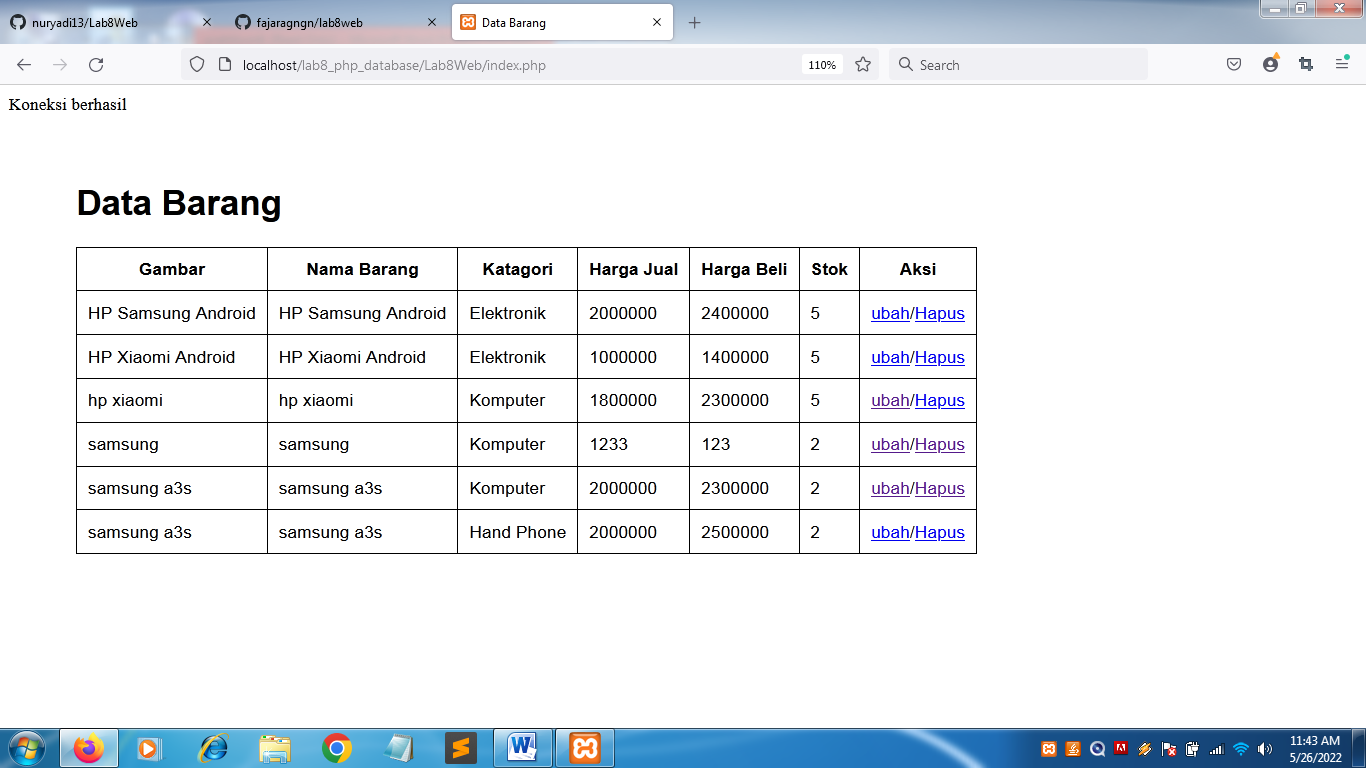 nuryadi13/Lab8Web fajaragngn/lab8web Data Barang
localhost/lab8_php_database/Lab8Web/index.php 110% Search
Koneksi berhasil
Data Barang
Gambar Nama Barang Katagori Harga Jual Harga Beli Stok Aksi
HP Samsung Android HP Samsung Android Elektronik 2000000 2400000 5 ubah/Hapus
HP Xiaomi Android HP Xiaomi Android Elektronik 1000000 1400000 5 ubah/Hapus
hp xiaomi hp xiaomi Komputer 1800000 2300000 5 ubah/Hapus
samsung samsung Komputer 1233 123 2 ubah/Hapus
samsung a3s samsung a3s Komputer 2000000 2300000 2 ubah/Hapus
samsung a3s samsung a3s Hand Phone 2000000 2500000 2 ubah/Hapus
11:43 AM
5/26/2022